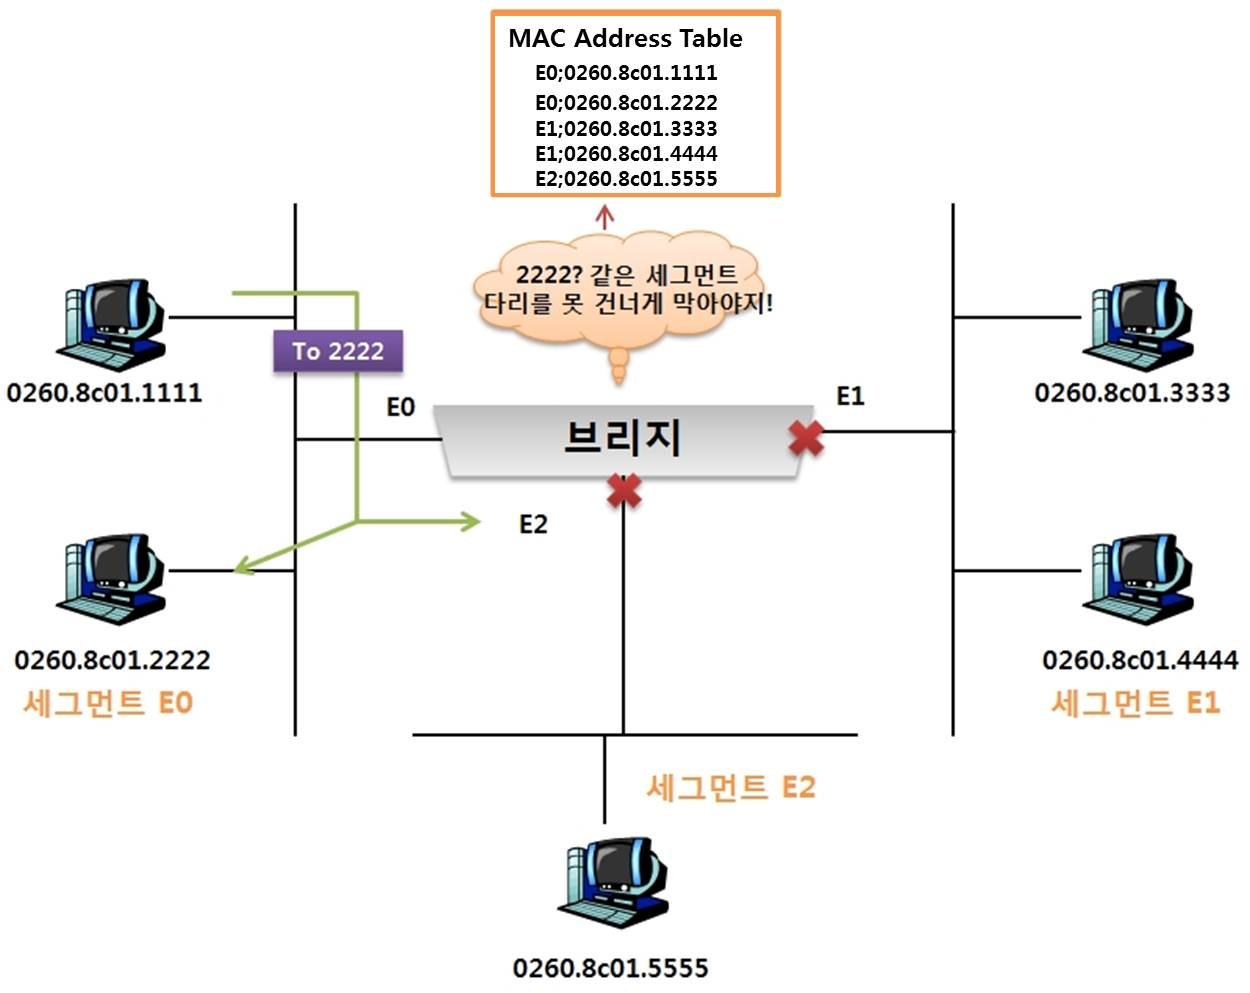 MAC Address Table
E0;0260.8c01.1111
E0;0260.8c01.2222
E1;0260.8c01.3333
E1;0260.8c01.4444
E2;0260.8c01.5555
2222? 같은 세그먼트
다리를 못 건너게 막아야지!
To 2222
0260.8c01.1111
0260.8c01.3333
E0
E1
브리지
E2
0260.8c01.2222
0260.8c01.4444
세그먼트 E0
세그먼트 E1
세그먼트 E2
0260.8c01.5555